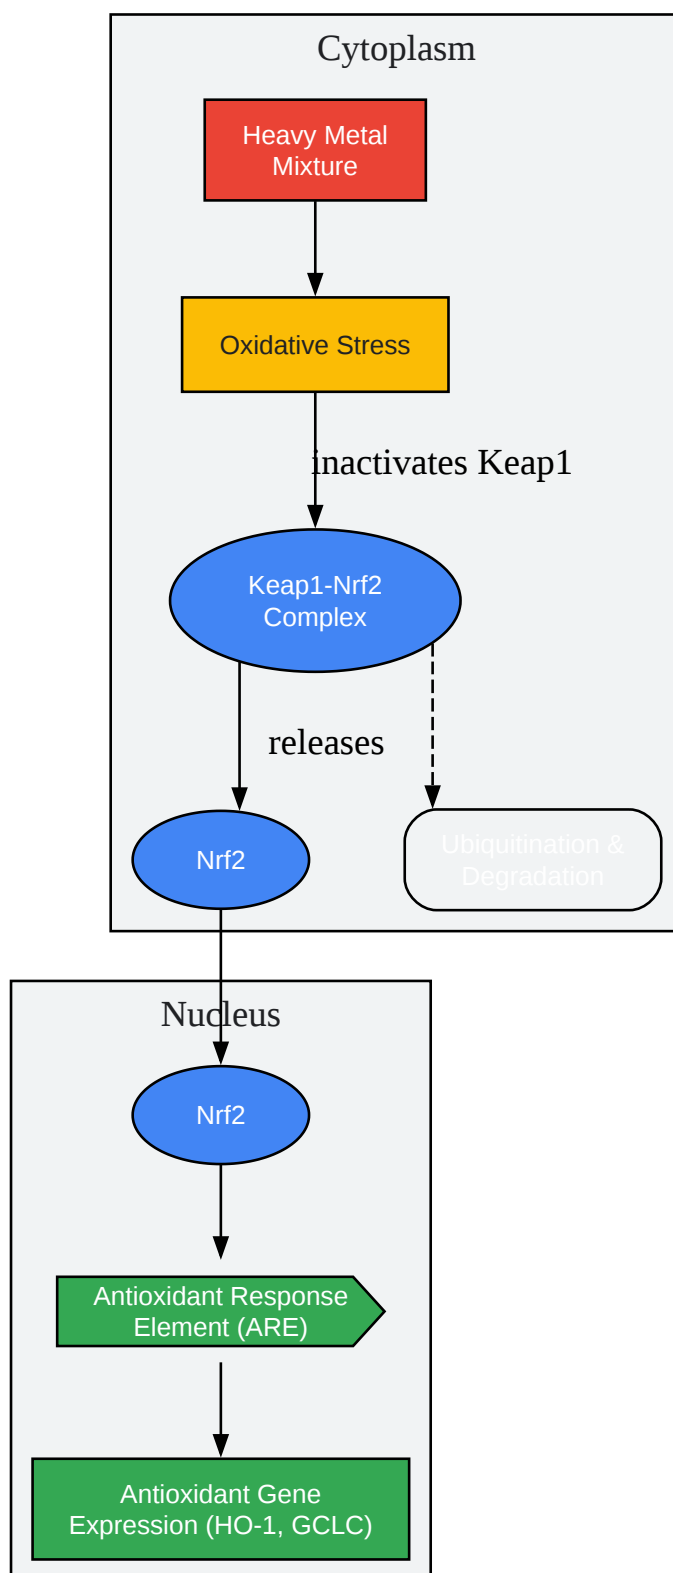 Cytoplasm
Heavy Metal
Mixture
Oxidative Stress
inactivates Keap1
Keap1-Nrf2
Complex
releases
Nrf2
Ubiquitination &
Degradation
Nucleus
Nrf2
Antioxidant Response
Element (ARE)
Antioxidant Gene
Expression (HO-1, GCLC)